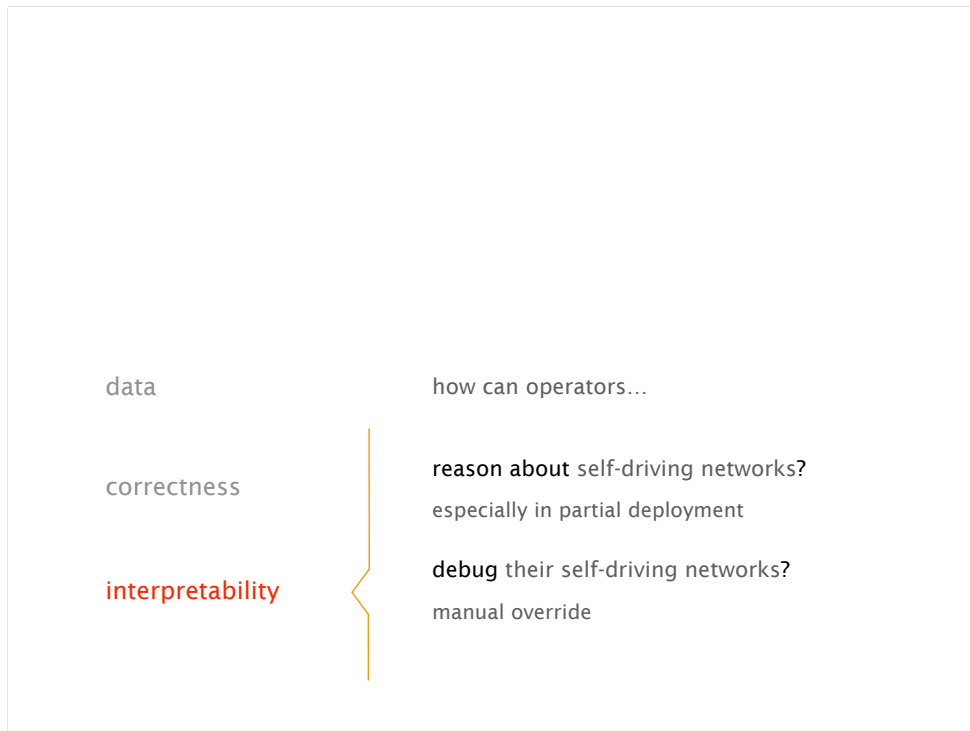 data
how can operators…
correctness
reason about self-driving networks?
especially in partial deployment
interpretability
debug their self-driving networks?
manual override